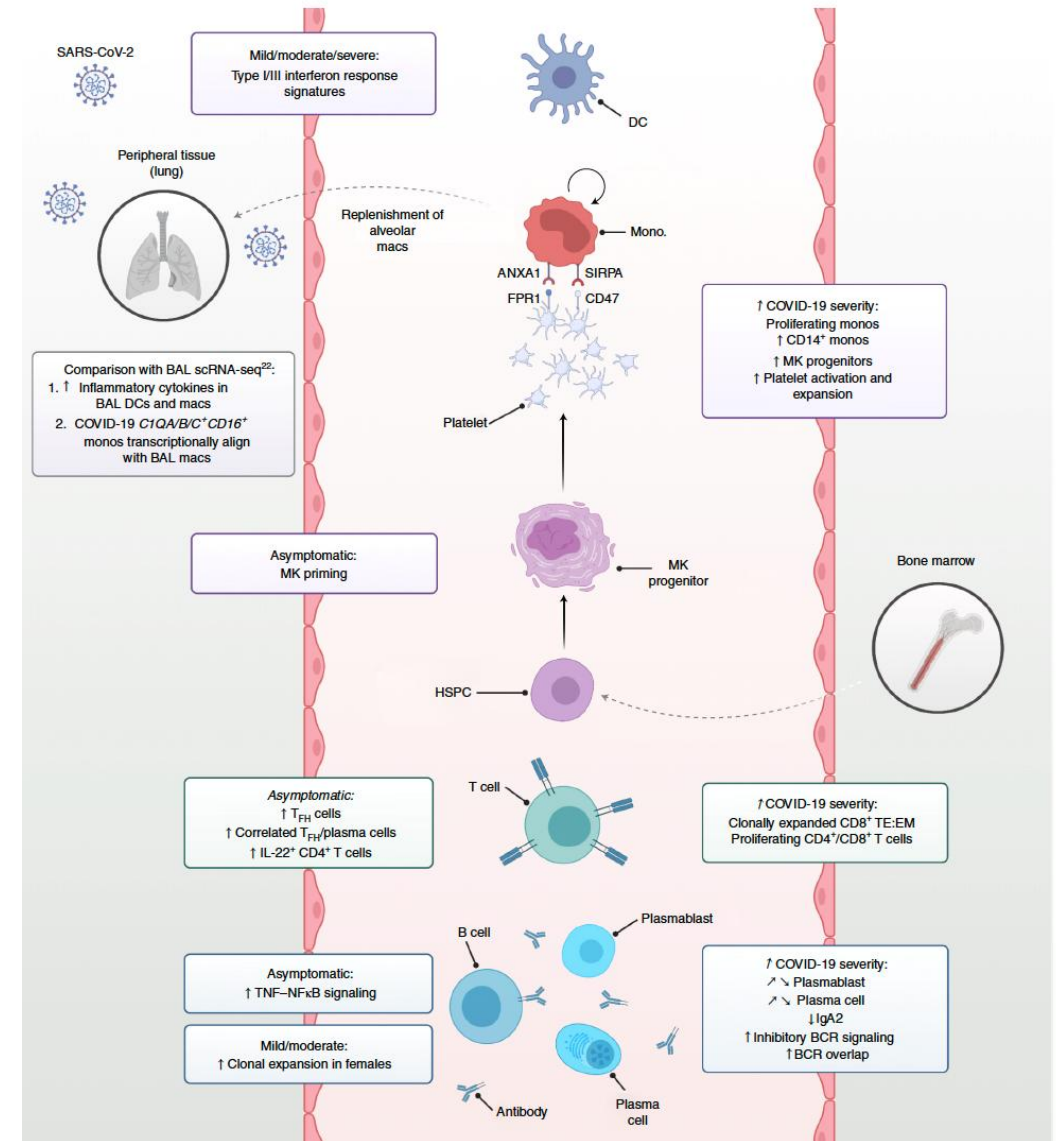 SARS-CoV-2
Mild/moderate/severe:
Type I/III interferon response
signatures
DC
Peripheral tissue
(lung)
Replenishment of
alveolar
macs
Mono.
ANXA1
SIRPA
FPR1
CD47
↑ COVID-19 severity:
Proliferating monos
↑ CD14⁺ monos
↑ MK progenitors
↑ Platelet activation and
expansion
Comparison with BAL scRNA-seq²²:
1. ↑ Inflammatory cytokines in
BAL DCs and macs
2. COVID-19 C1QA/B/C⁺CD16⁺
monos transcriptionally align
with BAL macs
Platelet
Asymptomatic:
MK priming
MK
progenitor
Bone marrow
HSPC
Asymptomatic:
↑ TFH cells
↑ Correlated TFH/plasma cells
↑ IL-22⁺ CD4⁺ T cells
T cell
↑ COVID-19 severity:
Clonally expanded CD8⁺ TE:EM
Proliferating CD4⁺/CD8⁺ T cells
B cell
Plasmablast
Asymptomatic:
↑ TNF–NFκB signaling
Mild/moderate:
↑ Clonal expansion in females
↑ COVID-19 severity:
↗ ↘ Plasmablast
↗ ↘ Plasma cell
↓IgA2
↑ Inhibitory BCR signaling
↑ BCR overlap
Antibody
Plasma
cell